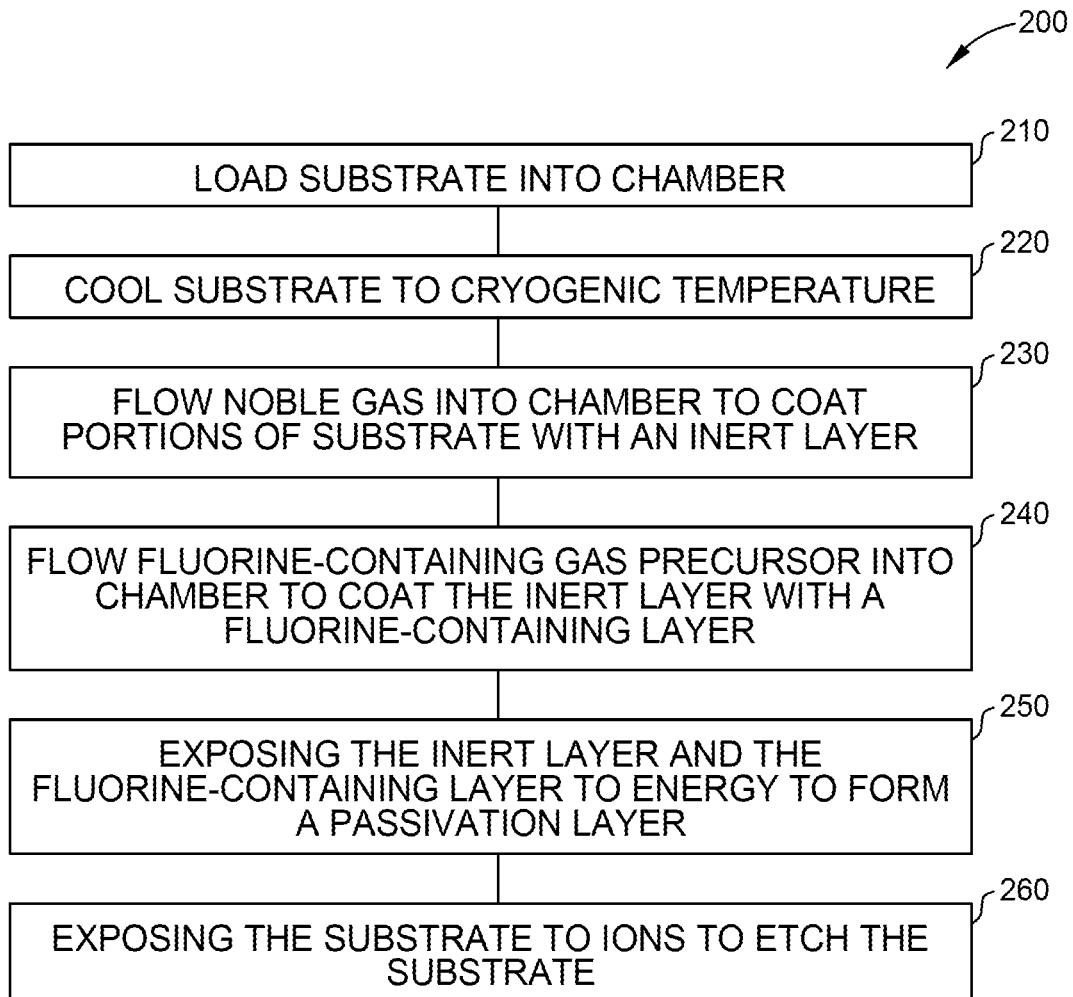 200
210
LOAD SUBSTRATE INTO CHAMBER
220
COOL SUBSTRATE TO CRYOGENIC TEMPERATURE
230
FLOW NOBLE GAS INTO CHAMBER TO COAT
PORTIONS OF SUBSTRATE WITH AN INERT LAYER
240
FLOW FLUORINE-CONTAINING GAS PRECURSOR INTO
CHAMBER TO COAT THE INERT LAYER WITH A
FLUORINE-CONTAINING LAYER
250
EXPOSING THE INERT LAYER AND THE
FLUORINE-CONTAINING LAYER TO ENERGY TO FORM
A PASSIVATION LAYER
260
EXPOSING THE SUBSTRATE TO IONS TO ETCH THE
SUBSTRATE